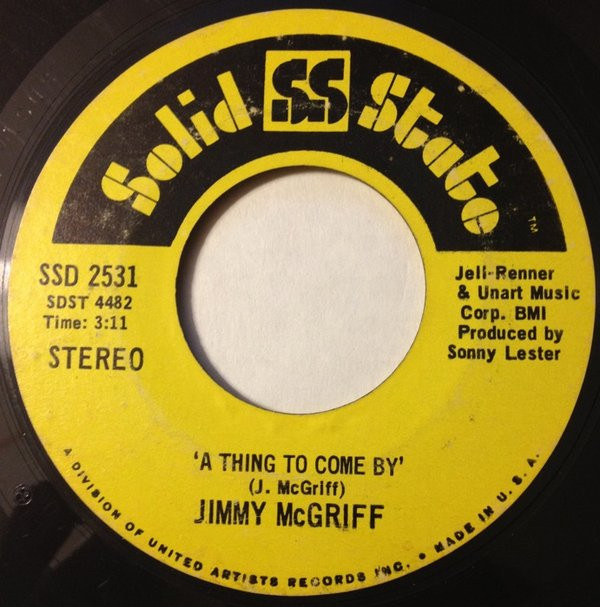 Solid SS State
TM
SSD 2531
SDST 4482
Time: 3:11
STEREO
Jell-Renner
& Unart Music
Corp. BMI
Produced by
Sonny Lester
'A THING TO COME BY'
(J. McGriff)
JIMMY McGRIFF
A DIVISION OF UNITED ARTISTS RECORDS INC. • MADE IN U.S.A.